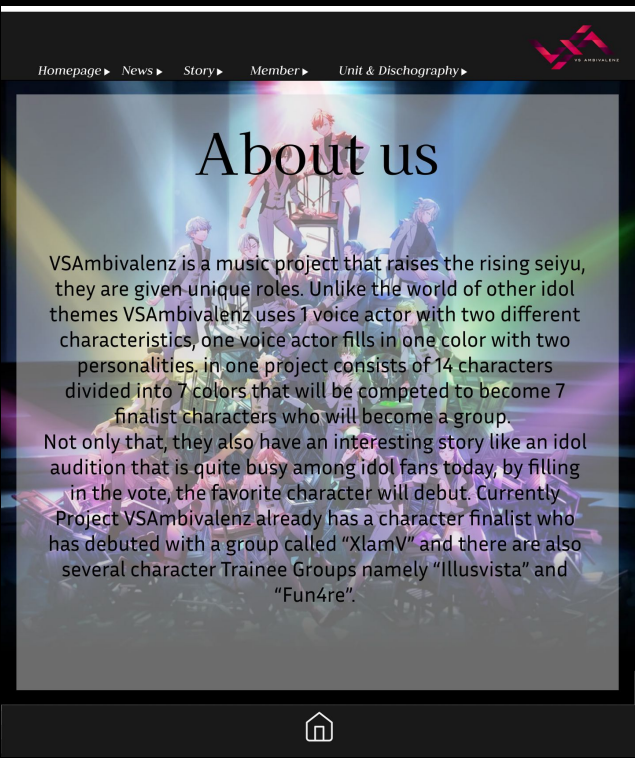 VS AMBIVALENZ
Homepage News Story Member Unit & Dischography
About us
VSAmbivalenz is a music project that raises the rising seiyu,
they are given unique roles. Unlike the world of other idol
themes VSAmbivalenz uses 1 voice actor with two different
characteristics, one voice actor fills in one color with two
personalities. in one project consists of 14 characters
divided into 7 colors that will be competed to become 7
finalist characters who will become a group.
Not only that, they also have an interesting story like an idol
audition that is quite busy among idol fans today, by filling
in the vote, the favorite character will debut. Currently
Project VSAmbivalenz already has a character finalist who
has debuted with a group called “XlamV” and there are also
several character Trainee Groups namely “Illusvista” and
“Fun4re”.